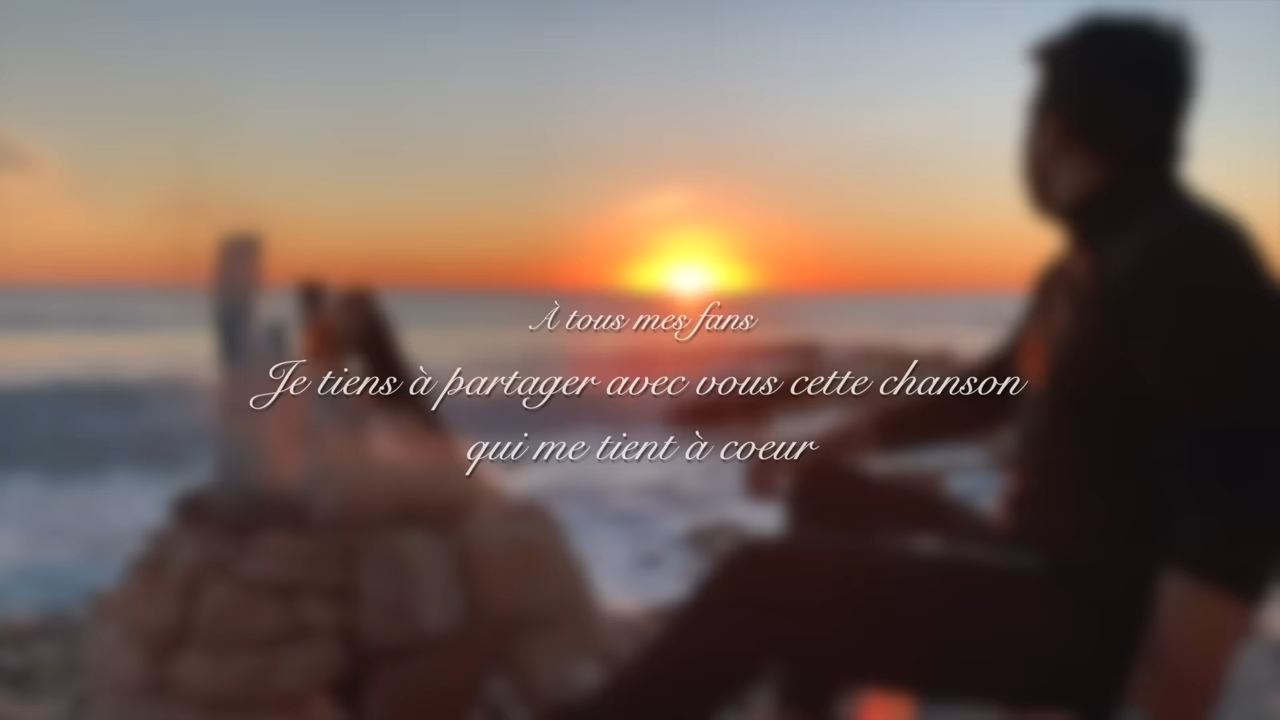 À tous mes fans
Je tiens à partager avec vous cette chanson
qui me tient à coeur